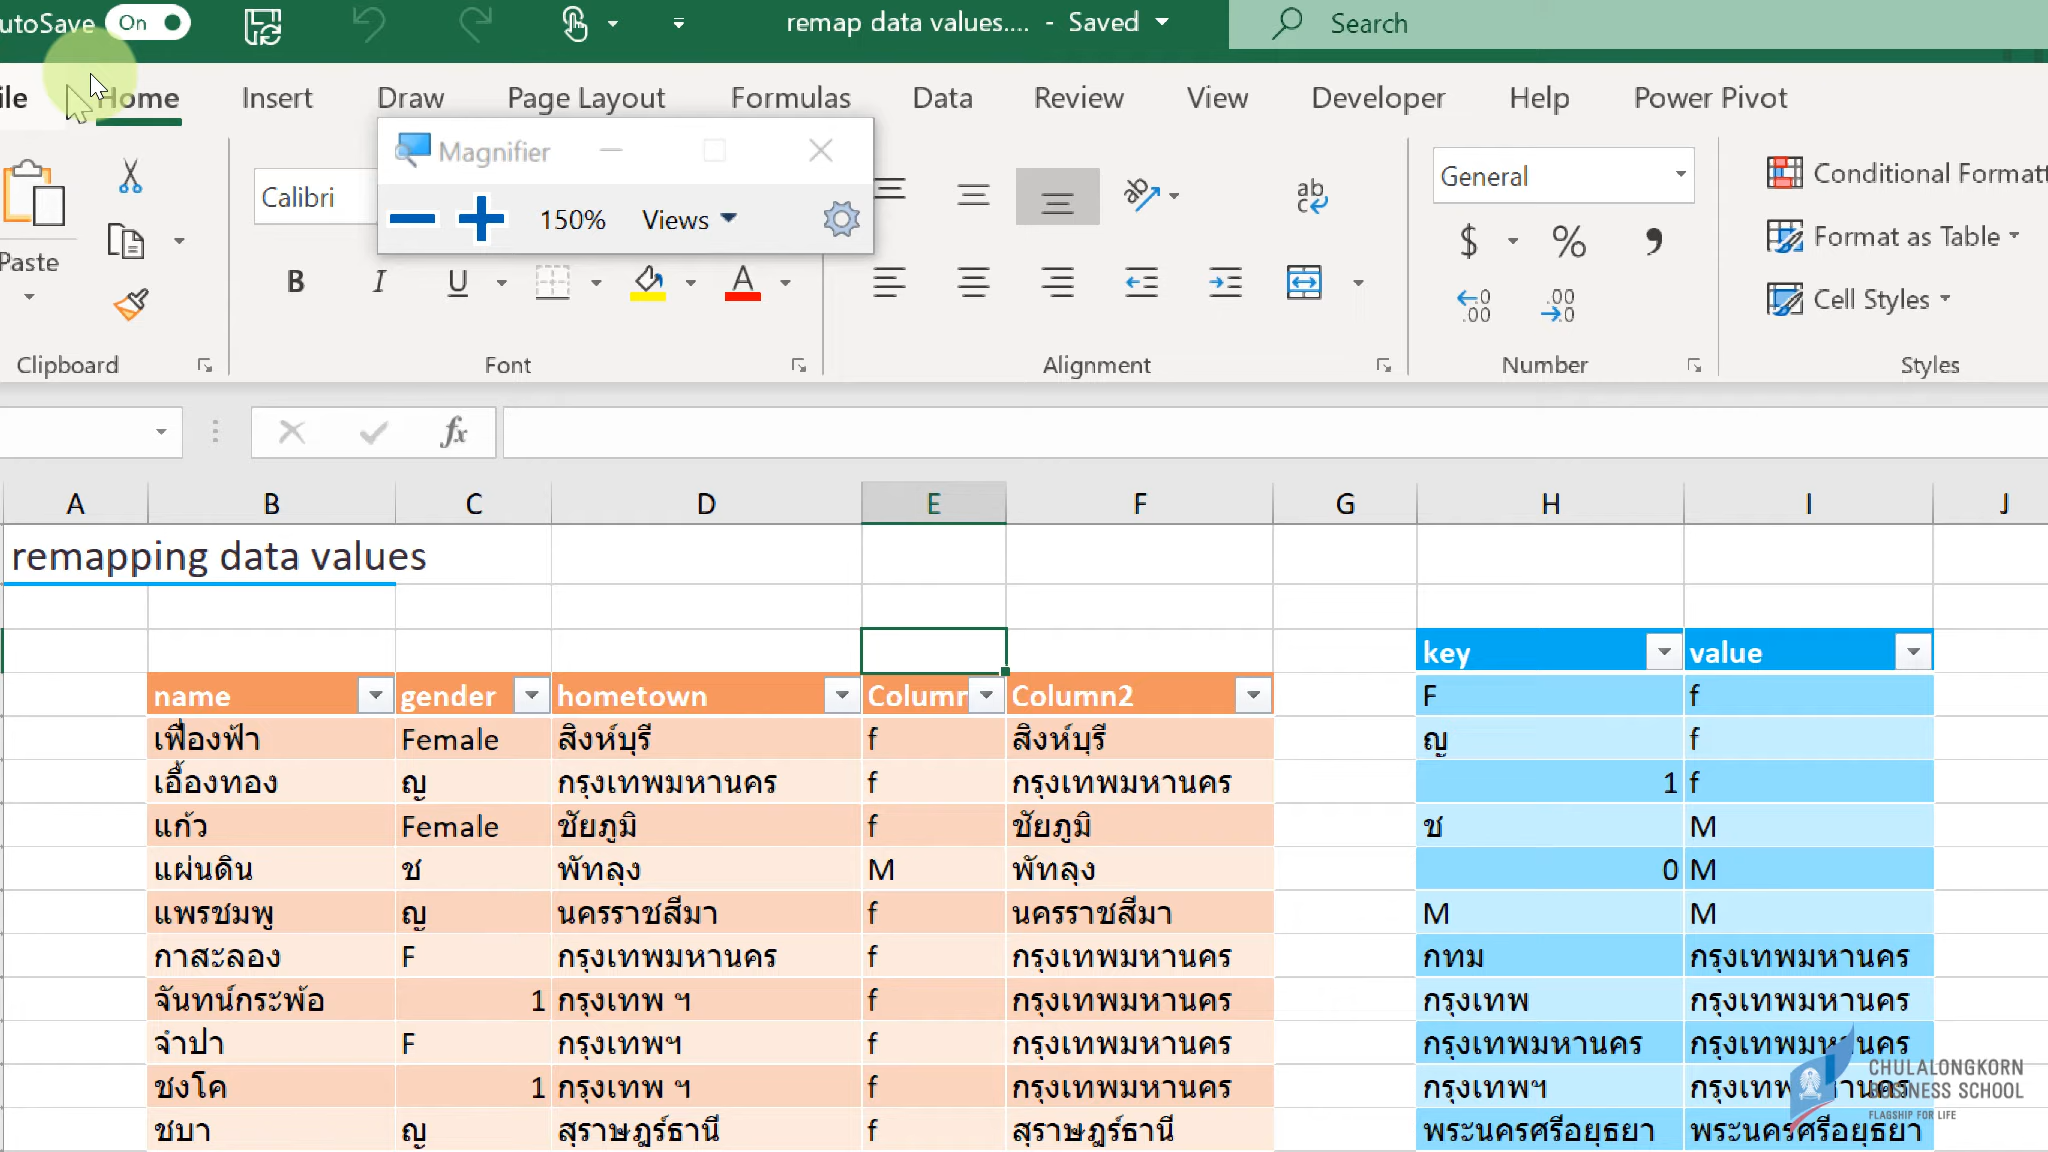 utoSave On remap data values.... - Saved Search
ile Home Insert Draw Page Layout Formulas Data Review View Developer Help Power Pivot
Magnifier
150% Views
Paste
Calibri
B I U A
General
$ % ,
Conditional Formatt
Format as Table
Cell Styles
Clipboard Font Alignment Number Styles
fx
A B C D E F G H I J
remapping data values
key value
name gender hometown Column Column2 F f
เฟื่องฟ้า Female สิงห์บุรี f สิงห์บุรี ญ f
เอื้องทอง ญ กรุงเทพมหานคร f กรุงเทพมหานคร 1 f
แก้ว Female ชัยภูมิ f ชัยภูมิ ช M
แผ่นดิน ช พัทลุง M พัทลุง 0 M
แพรชมพู ญ นครราชสีมา f นครราชสีมา M M
กาสะลอง F กรุงเทพมหานคร f กรุงเทพมหานคร กทม กรุงเทพมหานคร
จันทน์กระพ้อ 1 กรุงเทพ ฯ f กรุงเทพมหานคร กรุงเทพ กรุงเทพมหานคร
จำปา F กรุงเทพฯ f กรุงเทพมหานคร กรุงเทพมหานคร กรุงเทพมหานคร
ชงโค 1 กรุงเทพ ฯ f กรุงเทพมหานคร กรุงเทพฯ กรุงเทพมหานคร
ชบา ญ สุราษฎร์ธานี f สุราษฎร์ธานี พระนครศรีอยุธยา พระนครศรีอยุธยา
CHULALONGKORN
BUSINESS SCHOOL
FLAGSHIP FOR LIFE